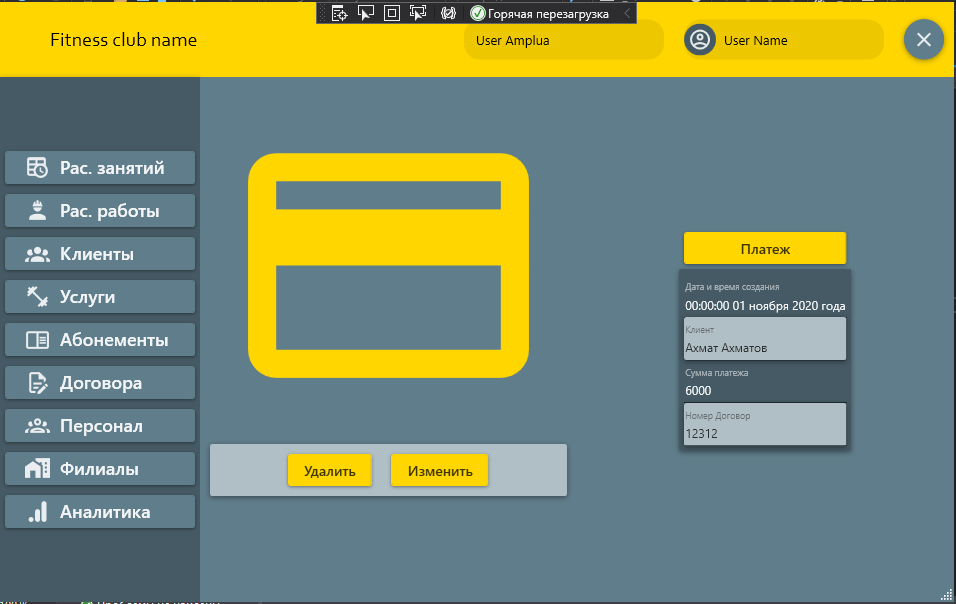 Горячая перезагрузка
Fitness club name
User Amplua
User Name
Рас. занятий
Рас. работы
Клиенты
Услуги
Абонементы
Договора
Персонал
Филиалы
Аналитика
Удалить
Изменить
Платеж
Дата и время создания
00:00:00 01 ноября 2020 года
Клиент
Ахмат Ахматов
Сумма платежа
6000
Номер Договор
12312